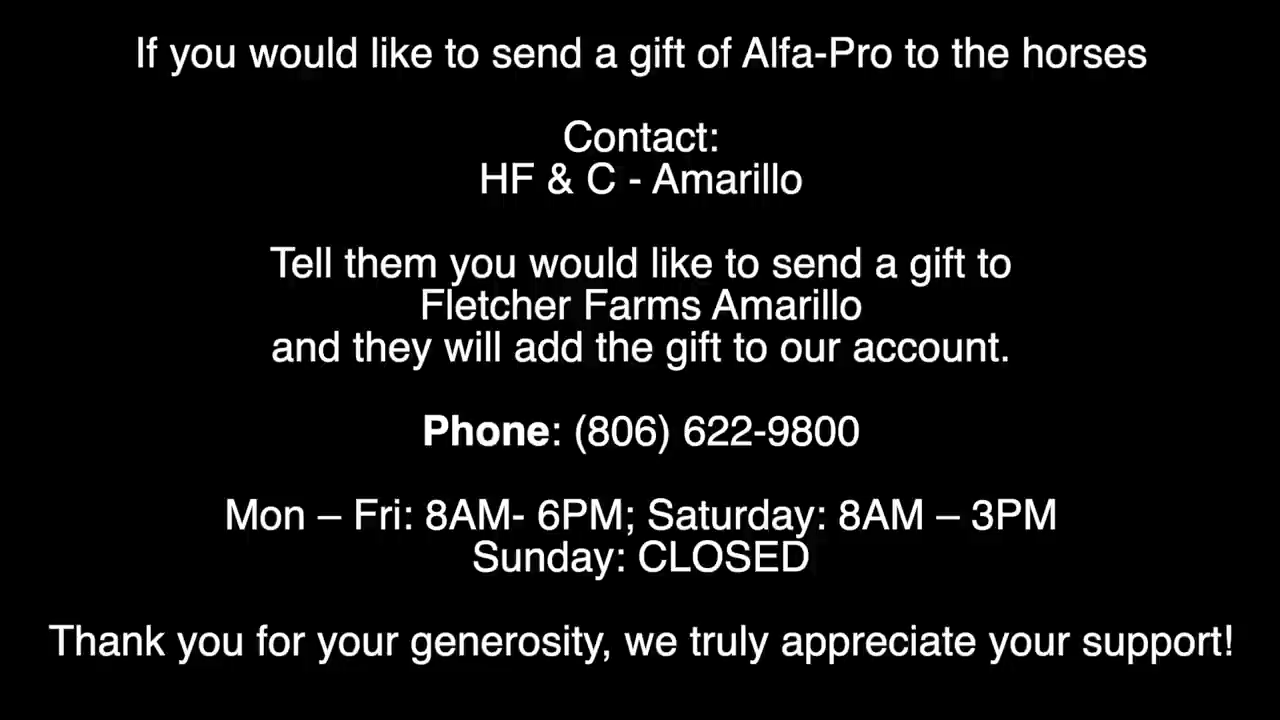 If you would like to send a gift of Alfa-Pro to the horses
Contact:
HF & C - Amarillo
Tell them you would like to send a gift to
Fletcher Farms Amarillo
and they will add the gift to our account.
Phone: (806) 622-9800
Mon – Fri: 8AM- 6PM; Saturday: 8AM – 3PM
Sunday: CLOSED
Thank you for your generosity, we truly appreciate your support!